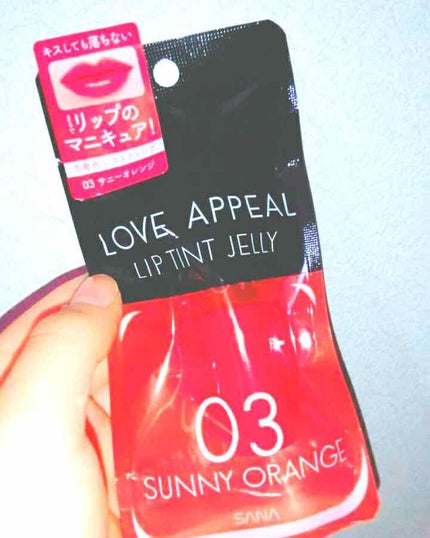 キスしても落ちない
リップの
マニキュア!
03 サニーオレンジ
LOVE APPEAL
LIP TINT JELLY
03
SUNNY ORANGE
SANA